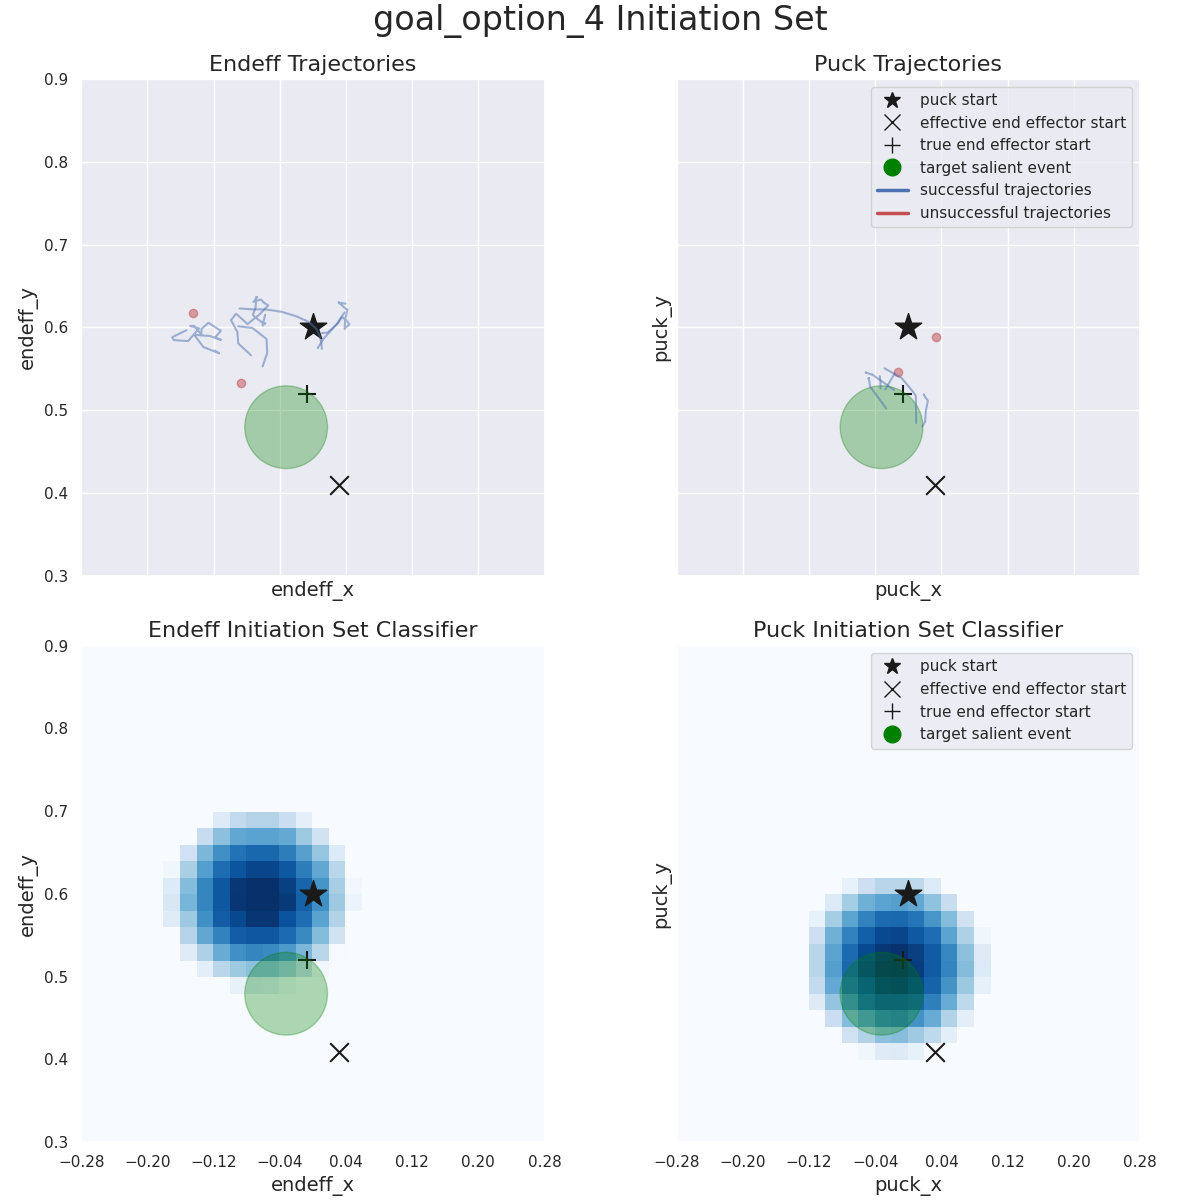 goal_option_4 Initiation Set
Endeff Trajectories
Puck Trajectories
0.9
0.8
0.7
0.6
0.5
0.4
0.3
endeff_y
endeff_x
puck_y
puck_x
puck start
effective end effector start
true end effector start
target salient event
successful trajectories
unsuccessful trajectories
Endeff Initiation Set Classifier
Puck Initiation Set Classifier
0.9
0.8
0.7
0.6
0.5
0.4
0.3
endeff_y
−0.28 −0.20 −0.12 −0.04 0.04 0.12 0.20 0.28
endeff_x
puck_y
puck start
effective end effector start
true end effector start
target salient event
−0.28 −0.20 −0.12 −0.04 0.04 0.12 0.20 0.28
puck_x